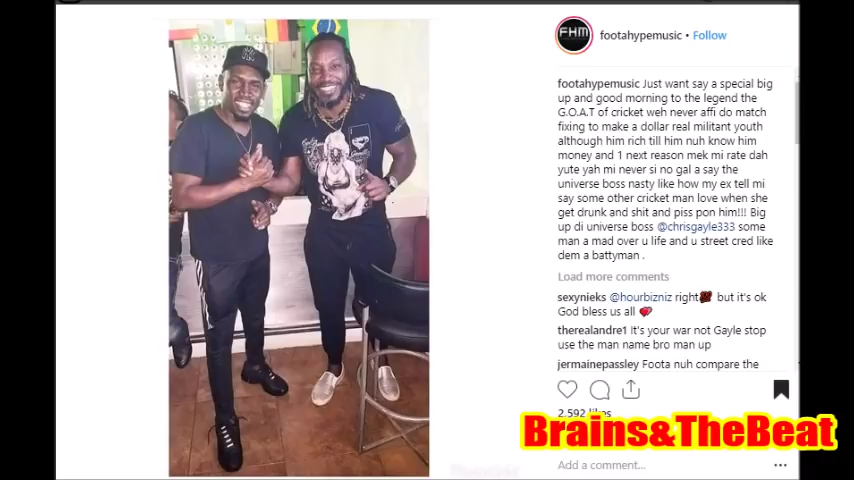 FHM
footahypemusic • Follow
footahypemusic Just want say a special big
up and good morning to the legend the
G.O.A.T of cricket weh never affi do match
fixing to make a dollar real militant youth
although him rich till him nuh know him
money and 1 next reason mek mi rate dah
yute yah mi never si no gal a say the
universe boss nasty like how my ex tell mi
say some other cricket man love when she
get drunk and shit and piss pon him!!! Big
up di universe boss @chrisgayle333 some
man a mad over u life and u street cred like
dem a battyman .
Load more comments
sexynieks @hourbizniz right💯 but it's ok
God bless us all 💕
therealandre1 It's your war not Gayle stop
use the man name bro man up
jermainepassley Foota nuh compare the
2,592 likes
Brains&TheBeat
Add a comment...